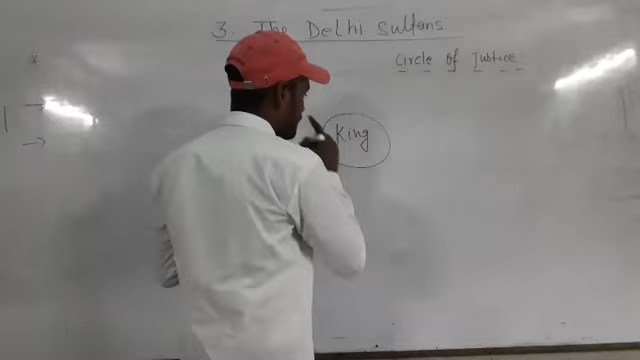 3. The Delhi Sultans
Circle of Justice
King